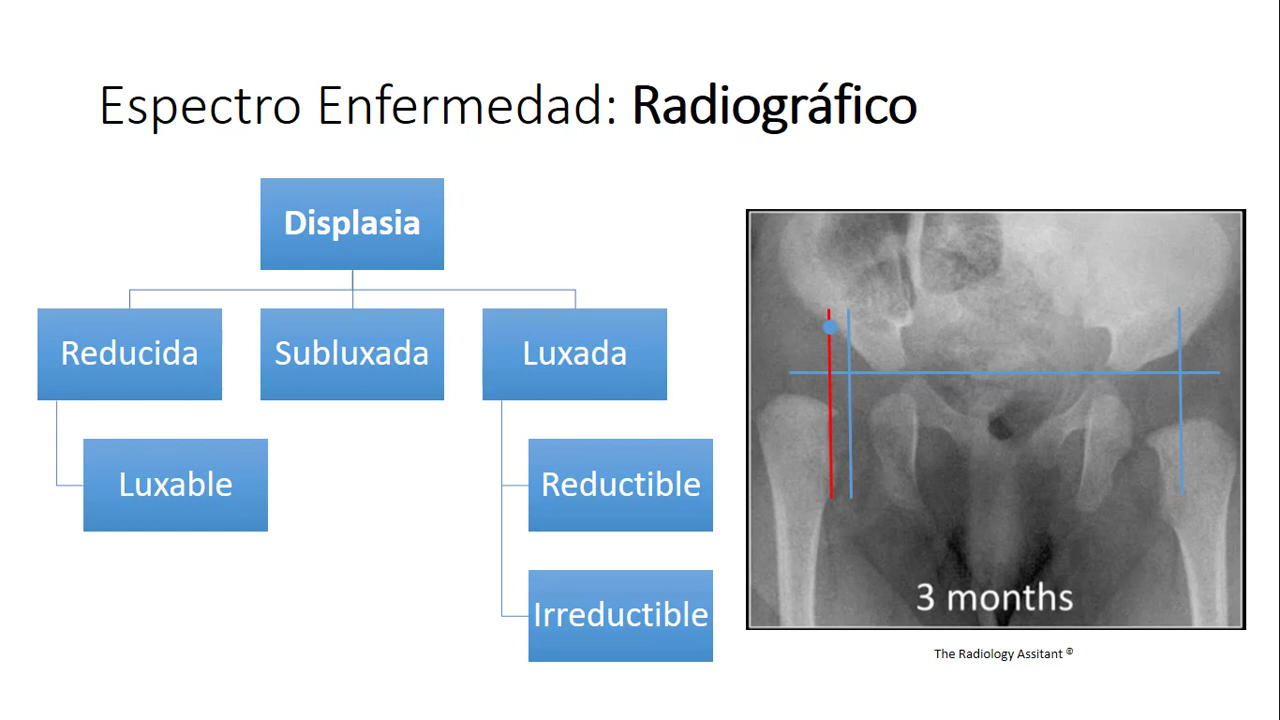 Espectro Enfermedad: Radiográfico
Displasia
Reducida
Subluxada
Luxada
Luxable
Reductible
Irreductible
3 months
The Radiology Assitant ©